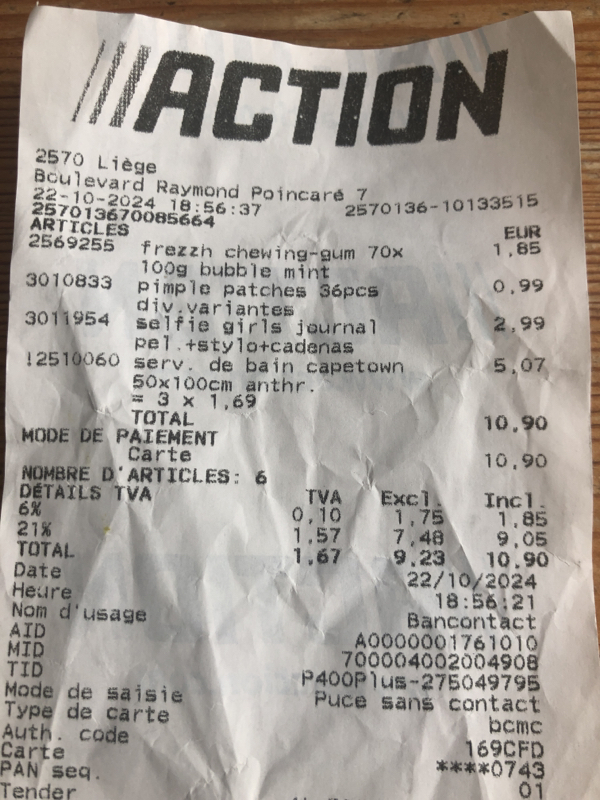 ACTION
2570 Liège
Boulevard Raymond Poincaré 7
22-10-2024 18:56:37 2570136-10133515
257013670085664
ARTICLES EUR
2569255 frezzh chewing-gum 70x 1,85
100g bubble mint
3010833 pimple patches 36pcs 0,99
div.variantes
3011954 selfie girls journal 2,99
pel.+stylo+cadenas
!2510060 serv. de bain capetown 5,07
50x100cm anthr.
= 3 x 1,69
TOTAL 10,90
MODE DE PAIEMENT
Carte 10,90
NOMBRE D'ARTICLES: 6
DÉTAILS TVA TVA Excl. Incl.
6% 0,10 1,75 1,85
21% 1,57 7,48 9,05
TOTAL 1,67 9,23 10,90
Date 22/10/2024
Heure 18:56:21
Nom d'usage Bancontact
AID A0000001761010
MID 700004002004908
TID P400Plus-275049795
Mode de saisie Puce sans contact
Type de carte bcmc
Auth. code 169CFD
Carte ****0743
PAN seq. 01
Tender